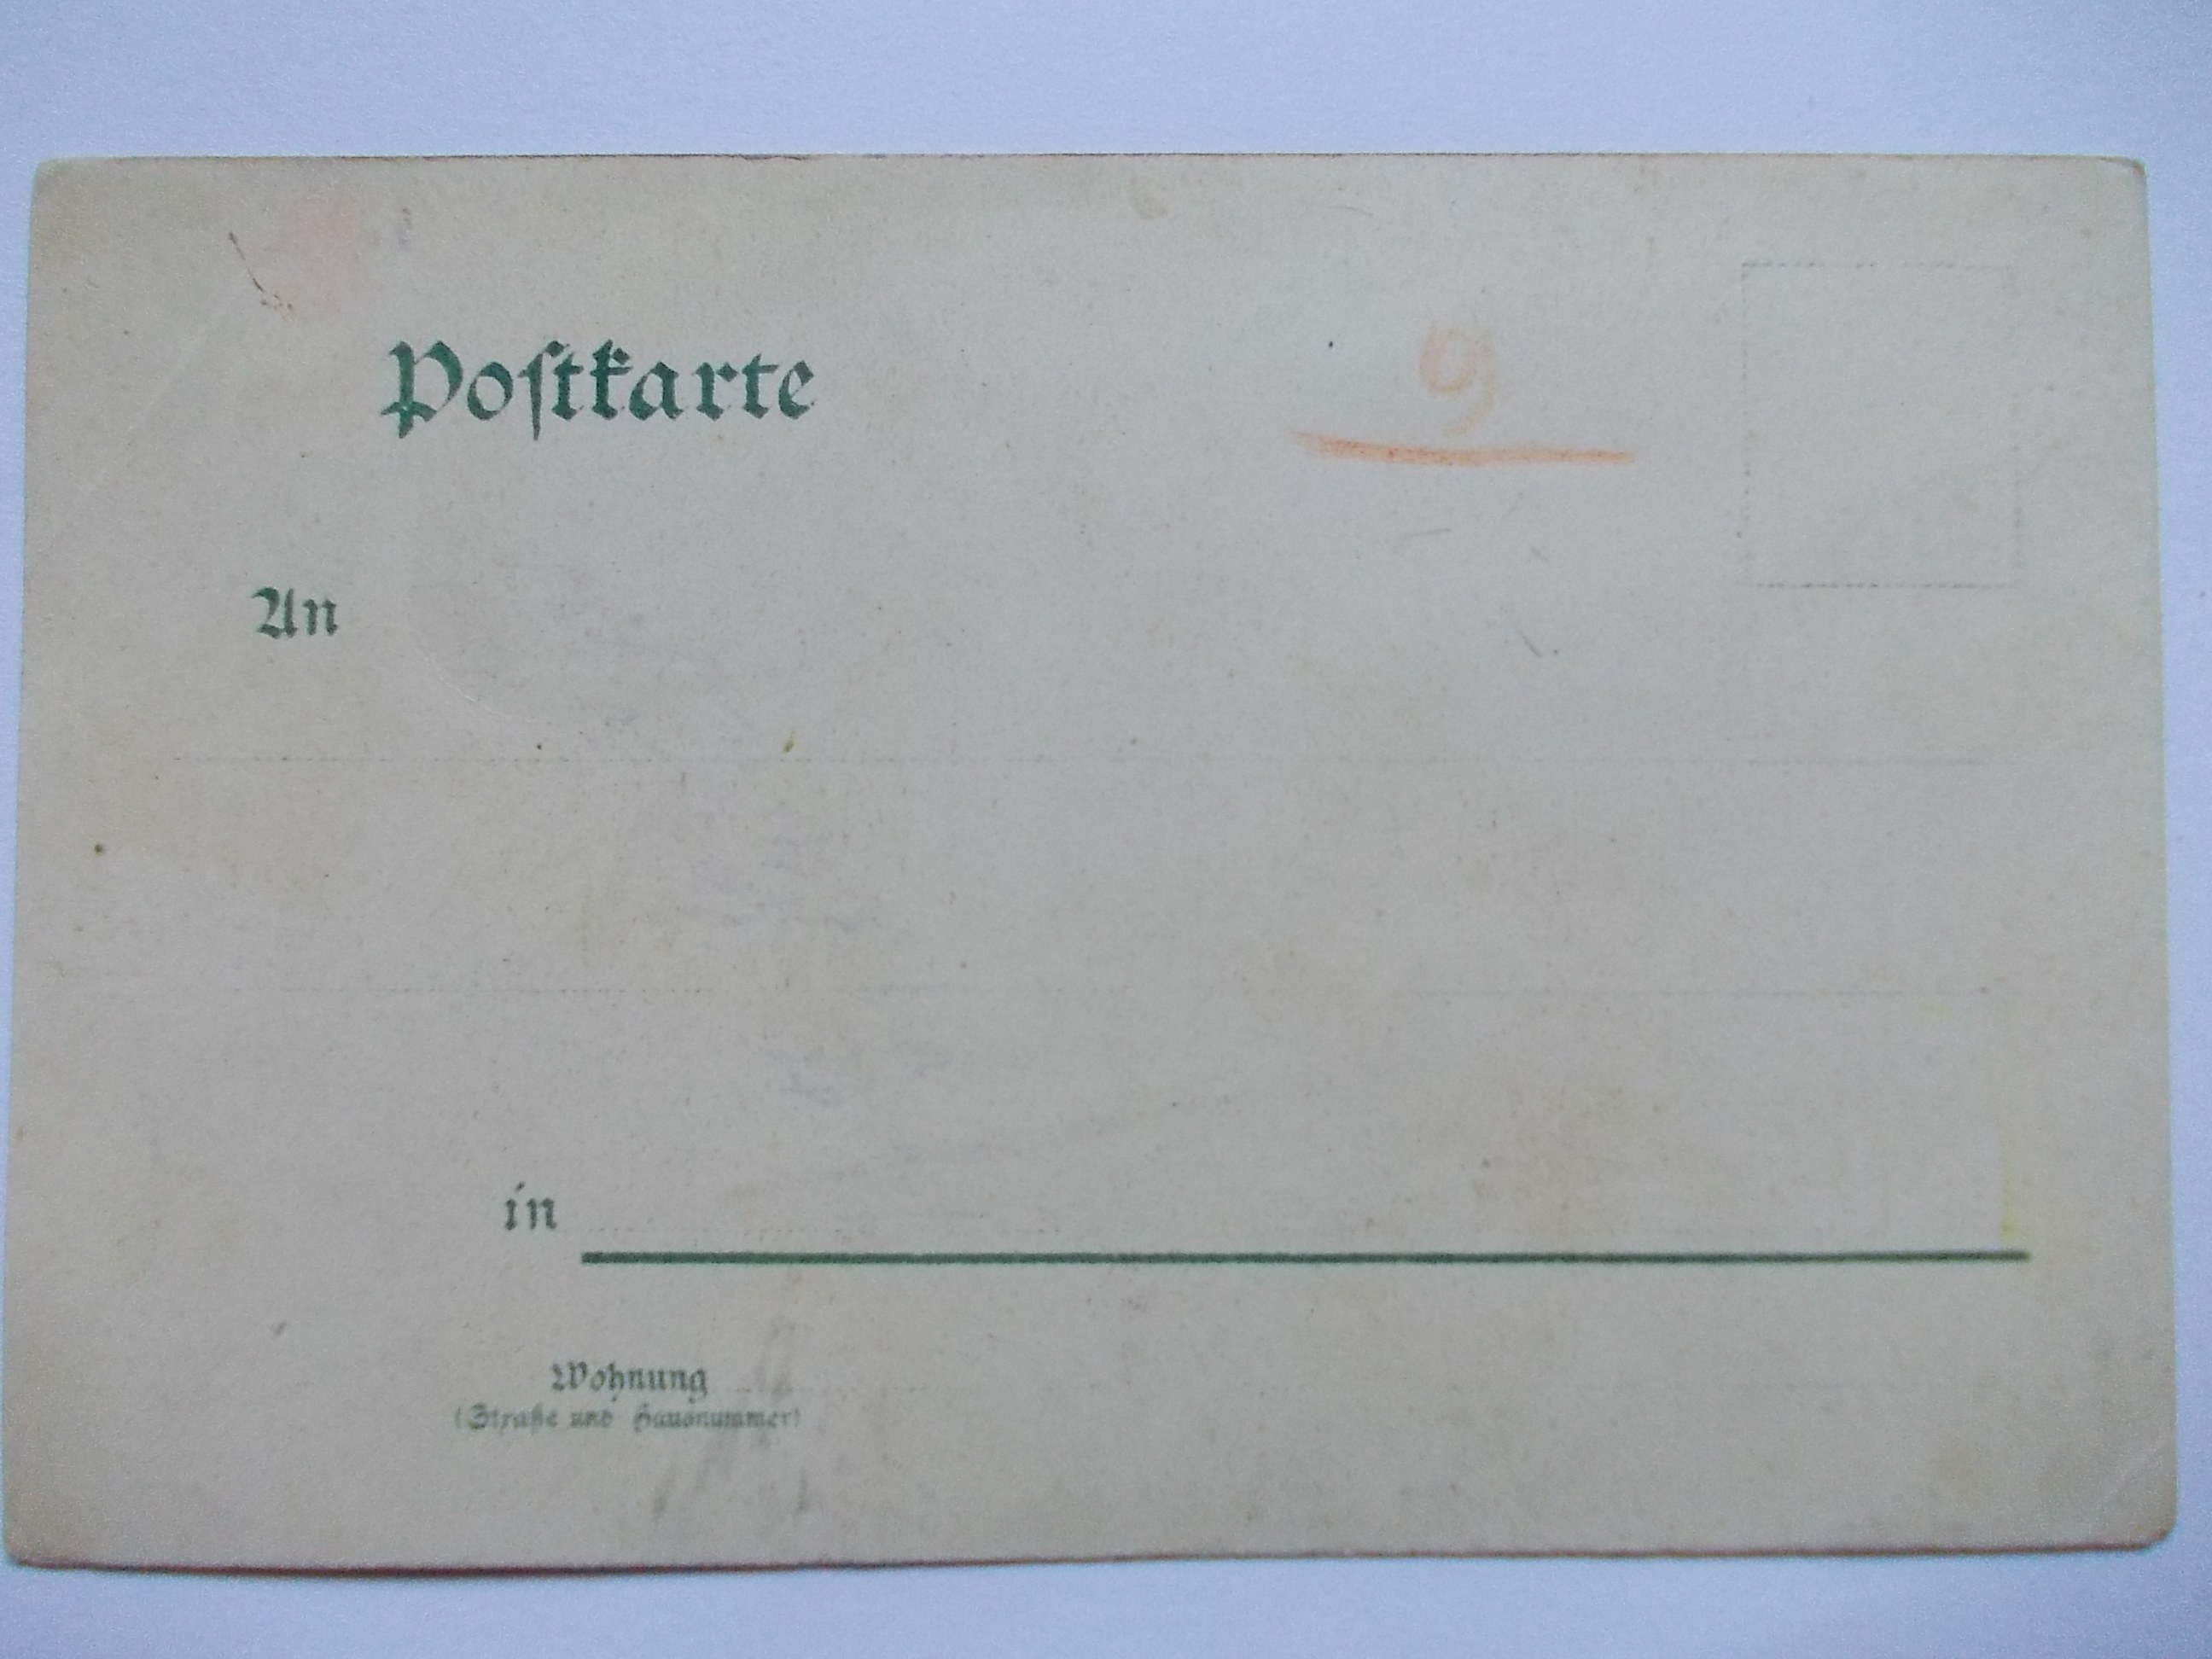 Postkarte
9
An
in
Wohnung
(Straße und Hausnummer)